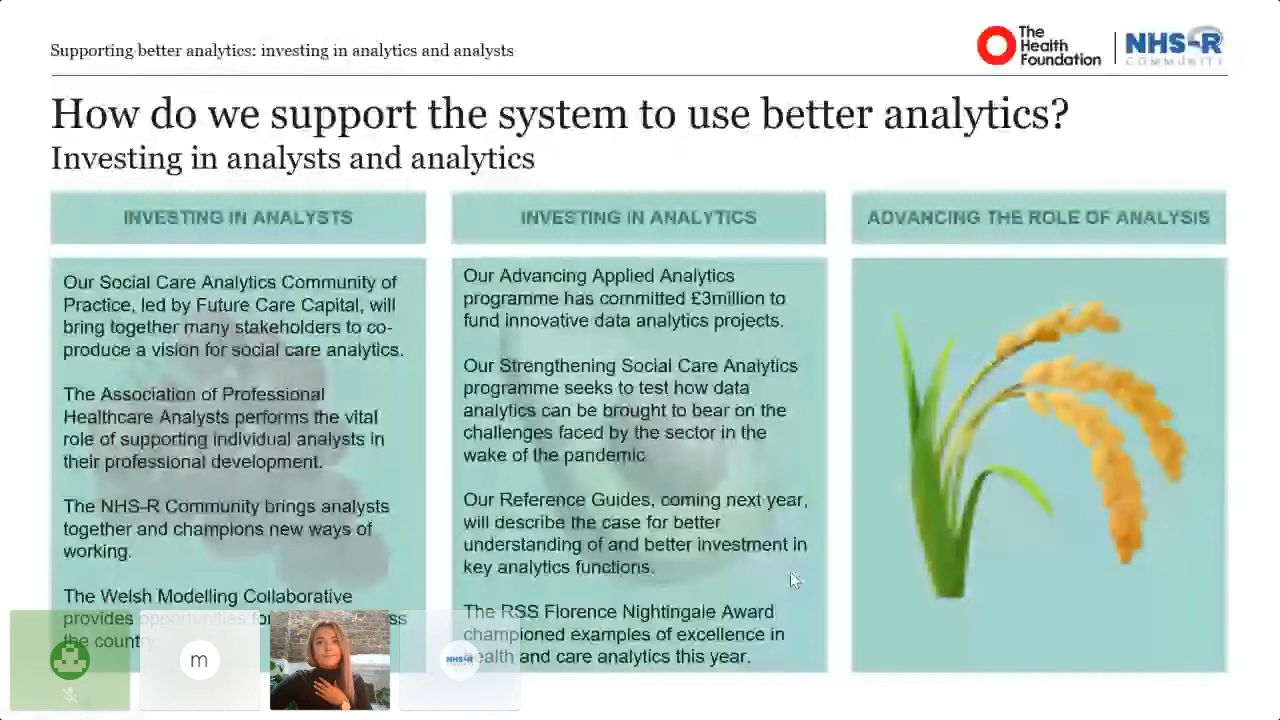 Supporting better analytics: investing in analytics and analysts
The
Health
Foundation
NHS-R
COMMUNITY
How do we support the system to use better analytics?
Investing in analysts and analytics
INVESTING IN ANALYSTS
Our Social Care Analytics Community of
Practice, led by Future Care Capital, will
bring together many stakeholders to co-
produce a vision for social care analytics.
The Association of Professional
Healthcare Analysts performs the vital
role of supporting individual analysts in
their professional development.
The NHS-R Community brings analysts
together and champions new ways of
working.
The Welsh Modelling Collaborative
provides opportunities for
the country
INVESTING IN ANALYTICS
Our Advancing Applied Analytics
programme has committed £3million to
fund innovative data analytics projects.
Our Strengthening Social Care Analytics
programme seeks to test how data
analytics can be brought to bear on the
challenges faced by the sector in the
wake of the pandemic
Our Reference Guides, coming next year,
will describe the case for better
understanding of and better investment in
key analytics functions.
The RSS Florence Nightingale Award
championed examples of excellence in
health and care analytics this year.
ADVANCING THE ROLE OF ANALYSIS
m
NHS-R
COMMUNITY